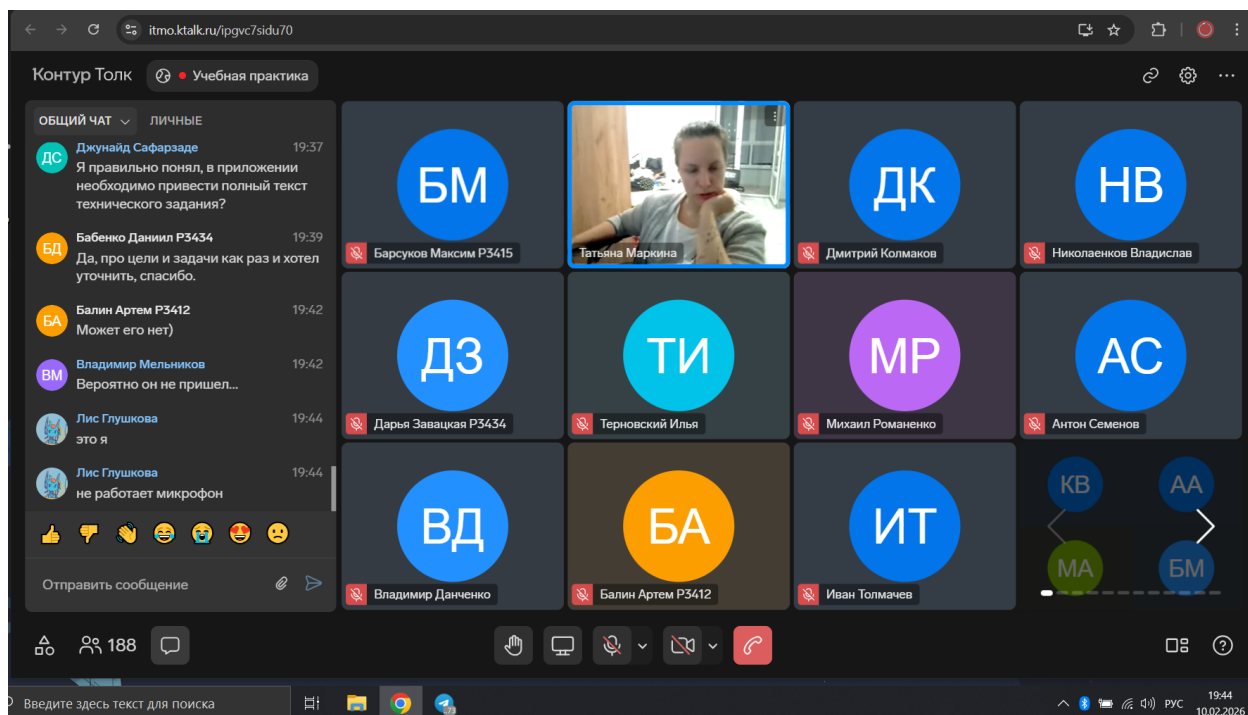 itmo.ktalk.ru/ipgvc7sidu70
Контур Толк
Учебная практика
ОБЩИЙ ЧАТ
ЛИЧНЫЕ
ДС
Джунайд Сафарзаде
19:37
Я правильно понял, в приложении
необходимо привести полный текст
технического задания?
БД
Бабенко Даниил P3434
19:39
Да, про цели и задачи как раз и хотел
уточнить, спасибо.
БА
Балин Артем P3412
19:42
Может его нет)
ВМ
Владимир Мельников
19:42
Вероятно он не пришел...
Лис Глушкова
19:44
это я
Лис Глушкова
19:44
не работает микрофон
Отправить сообщение
БМ
Барсуков Максим P3415
Татьяна Маркина
ДК
Дмитрий Колмаков
НВ
Николаенков Владислав
ДЗ
Дарья Завацкая P3434
ТИ
Терновский Илья
МР
Михаил Романенко
АС
Антон Семенов
ВД
Владимир Данченко
БА
Балин Артем P3412
ИТ
Иван Толмачев
КВ
АА
МА
БМ
188
Введите здесь текст для поиска
73
РУС
19:44
10.02.2026